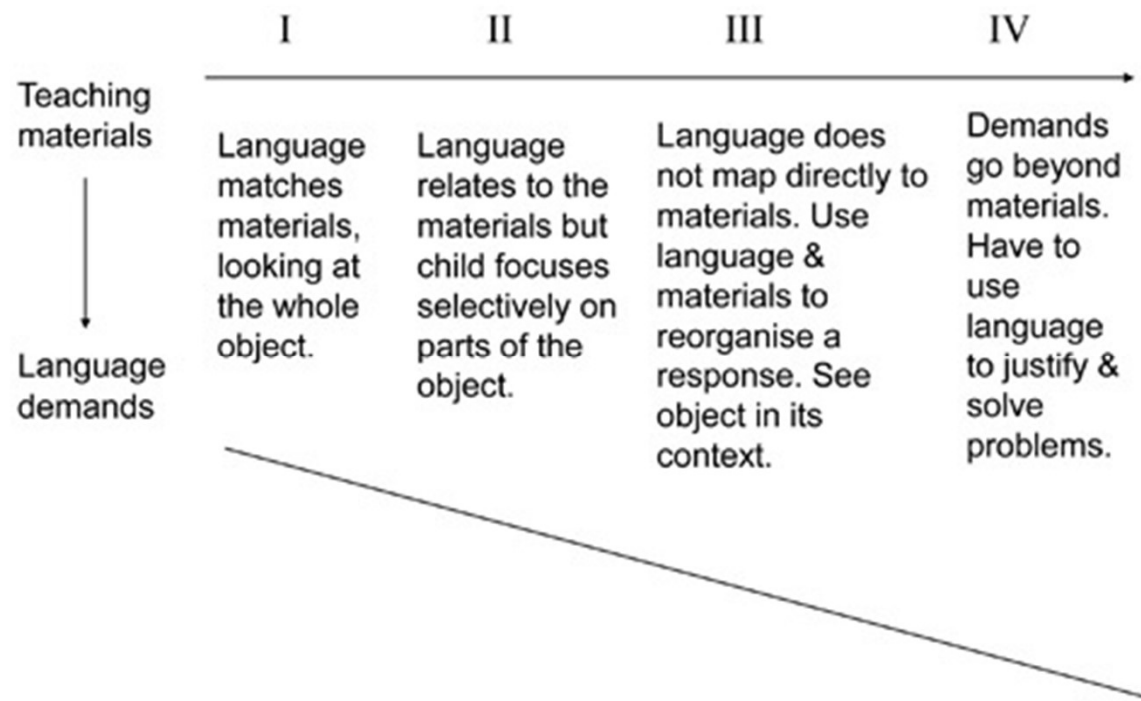 I
II
III
IV
Teaching
materials
Language
demands
Language
matches
materials,
looking at
the whole
object.
Language
relates to the
materials but
child focuses
selectively on
parts of the
object.
Language does
not map directly to
materials. Use
language &
materials to
reorganise a
response. See
object in its
context.
Demands
go beyond
materials.
Have to
use
language
to justify &
solve
problems.